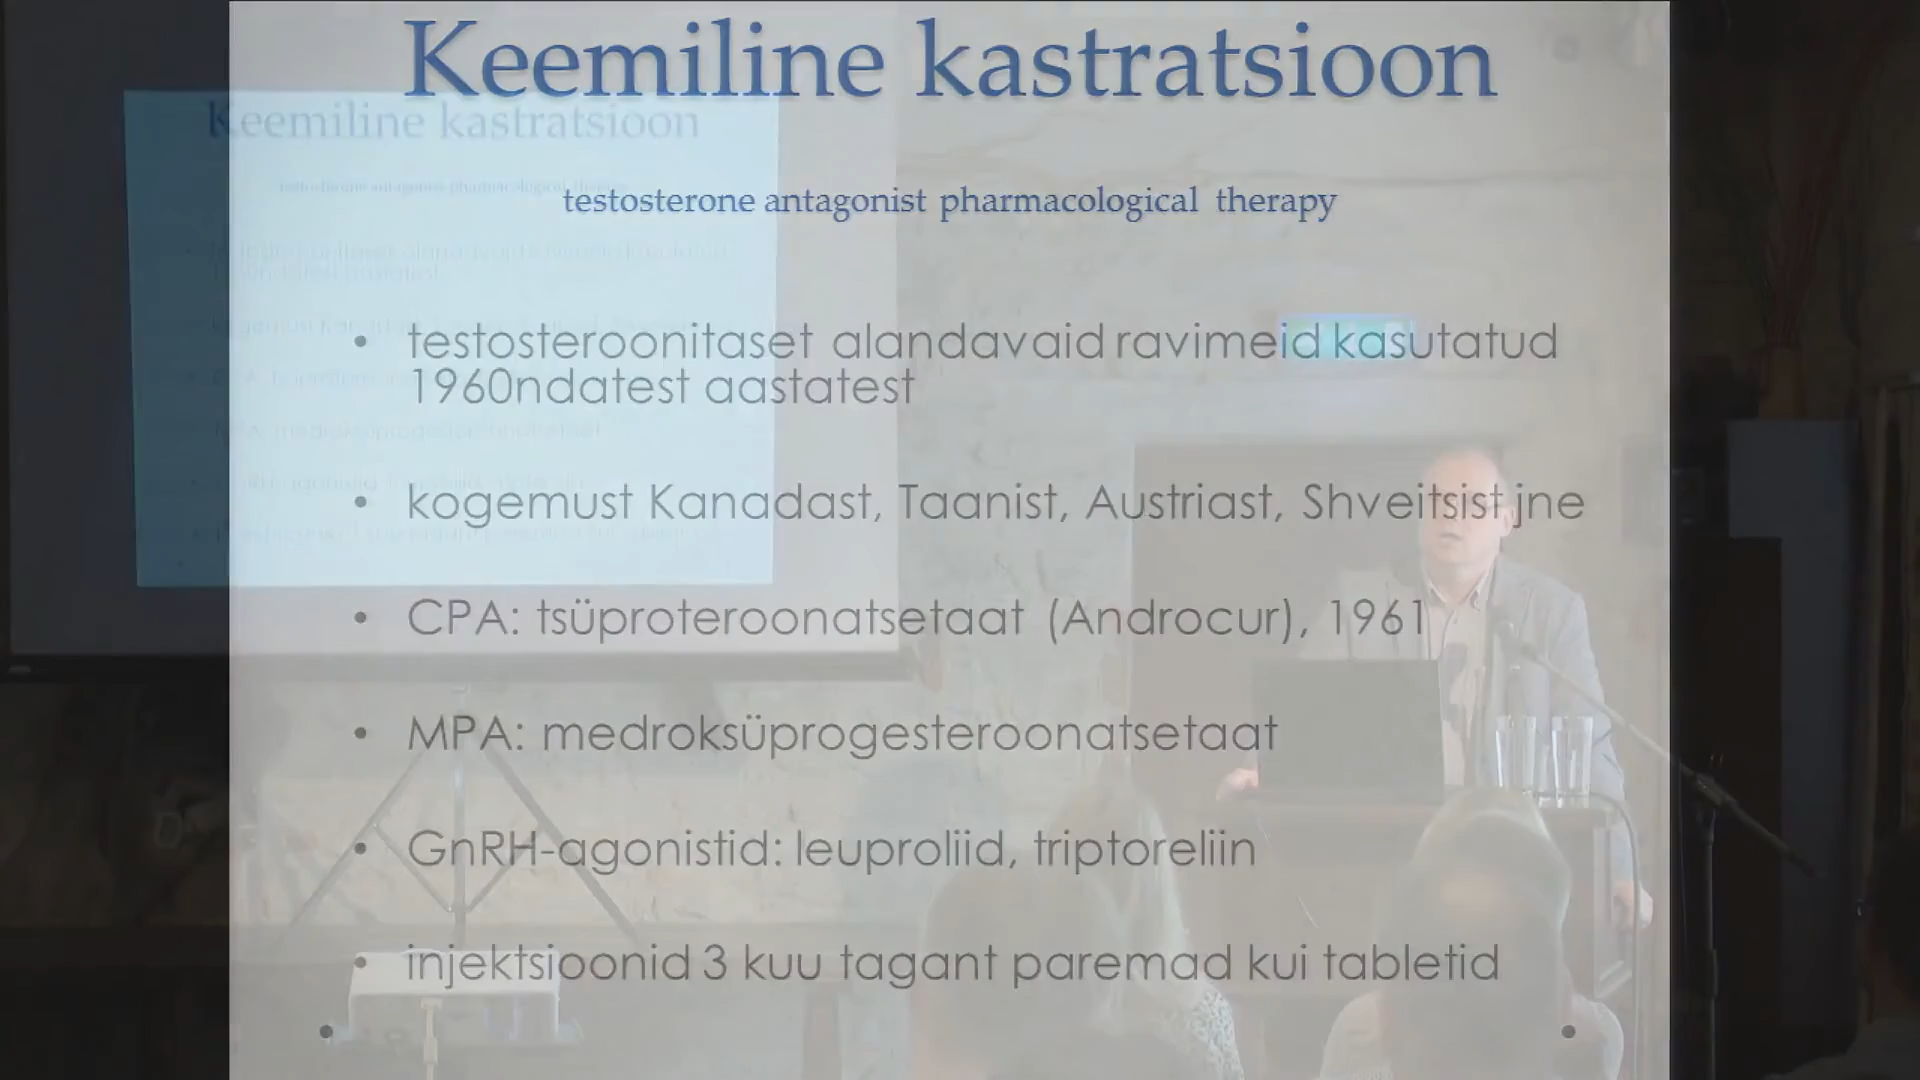 Keemiline kastratsioon
testosterone antagonist pharmacological therapy
• testosteroonitaset alandavaid ravimeid kasutatud
1960ndatest aastatest
• kogemust Kanadast, Taanist, Austriast, Shveitsist jne
• CPA: tsüproteroonatsetaat (Androcur), 1961
• MPA: medroksüprogesteroonatsetaat
• GnRH-agonistid: leuproliid, triptoreliin
• injektsioonid 3 kuu tagant paremad kui tabletid
Keemiline kastratsioon